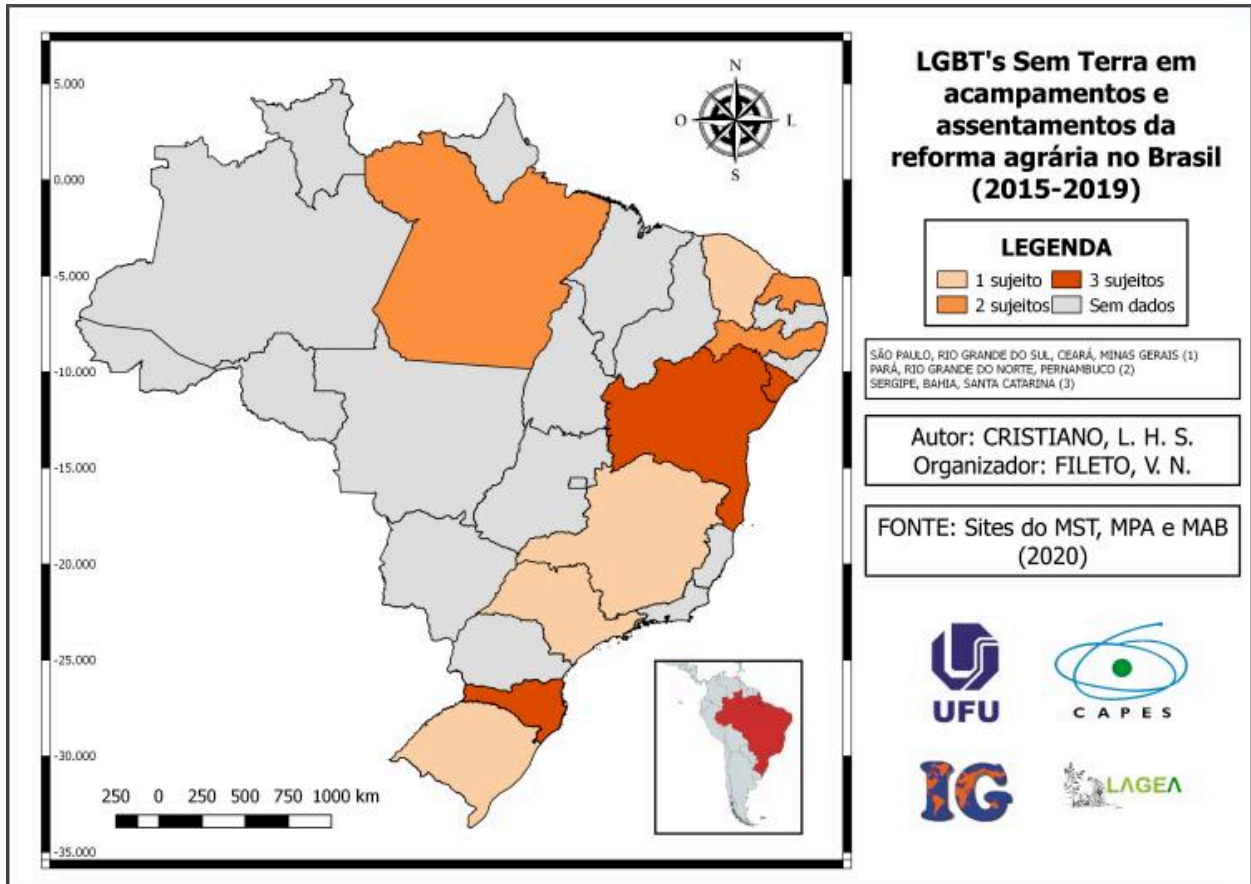 LGBT's Sem Terra em
acampamentos e
assentamentos da
reforma agrária no Brasil
(2015-2019)
LEGENDA
1 sujeito
3 sujeitos
2 sujeitos
Sem dados
SÃO PAULO, RIO GRANDE DO SUL, CEARÁ, MINAS GERAIS (1)
PARÁ, RIO GRANDE DO NORTE, PERNAMBUCO (2)
SERGIPE, BAHIA, SANTA CATARINA (3)
Autor: CRISTIANO, L. H. S.
Organizador: FILETO, V. N.
FONTE: Sites do MST, MPA e MAB
(2020)
UFU
CAPES
IG
LAGEA
N
O
L
S
5.000
0.000
-5.000
-10.000
-15.000
-20.000
-25.000
-30.000
-35.000
250 0 250 500 750 1000 km